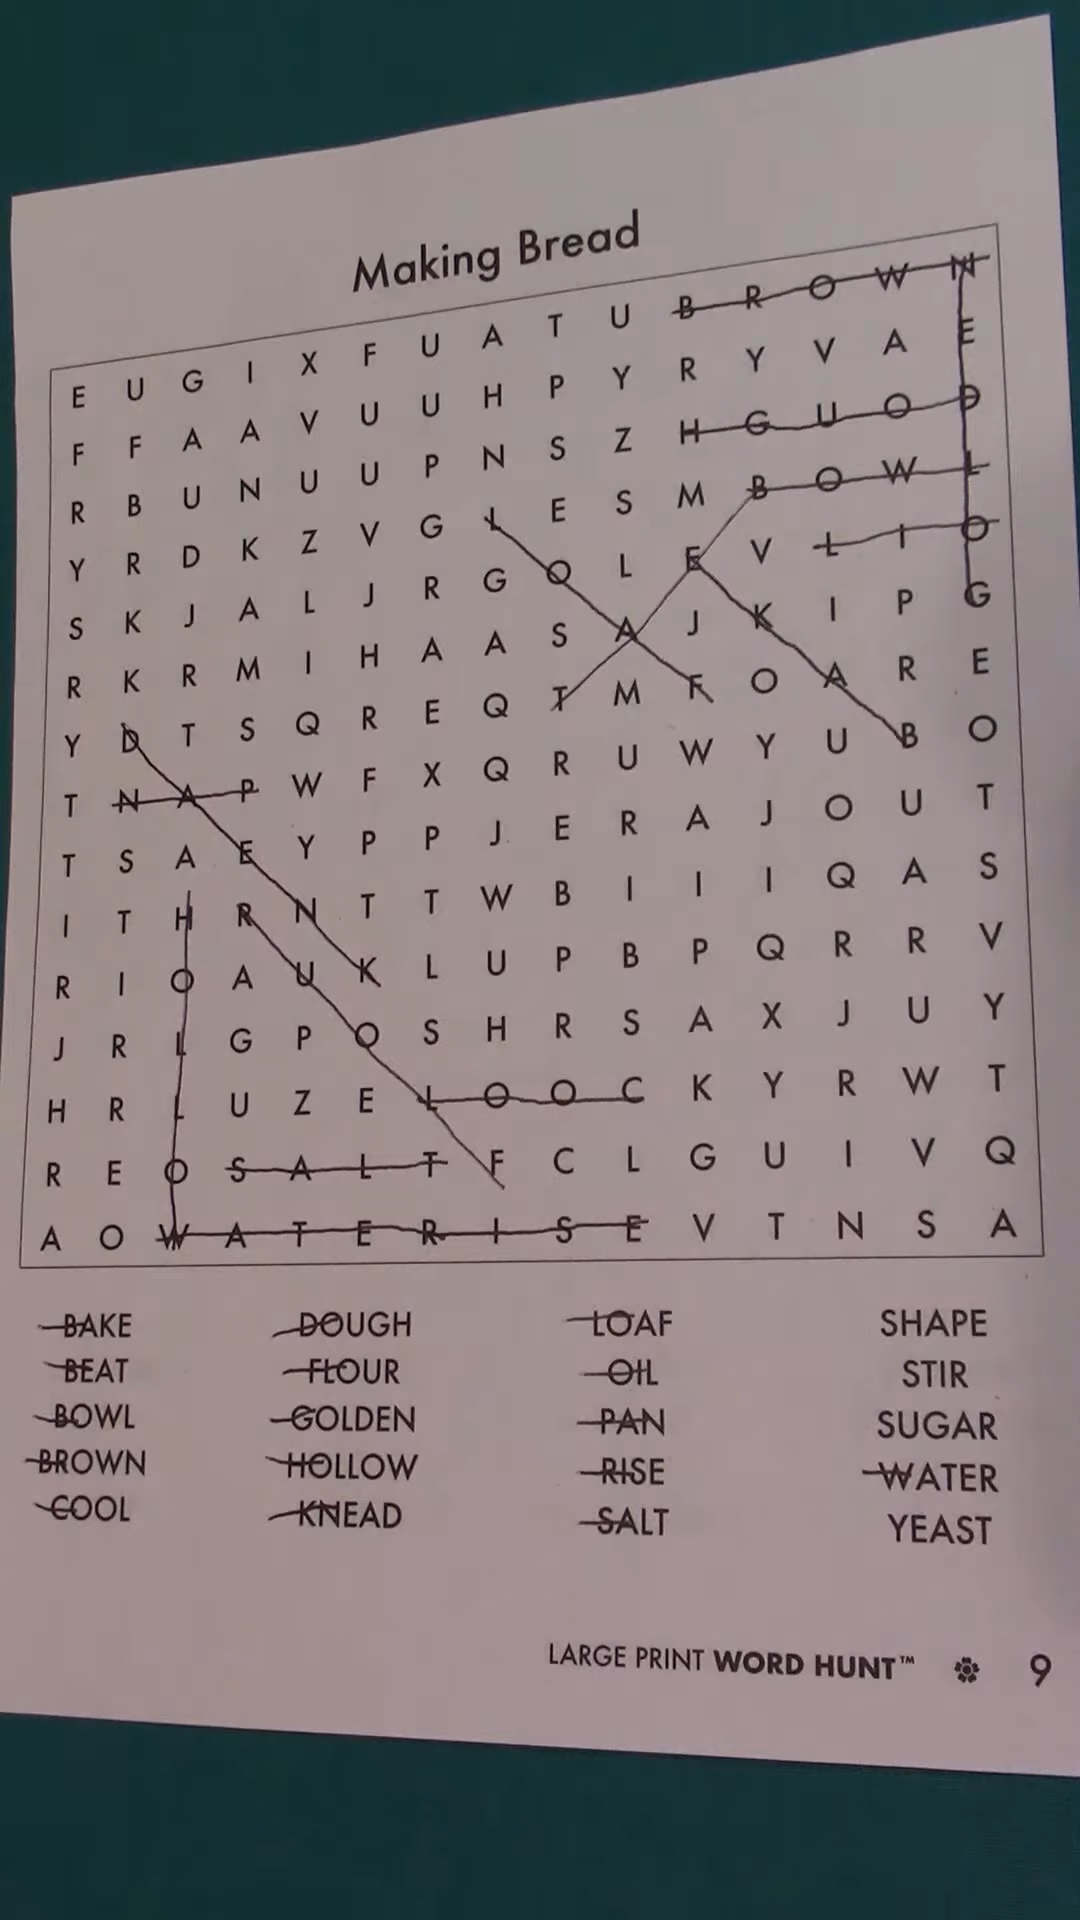 Making Bread
E U G I X F U A T U B R O W N
F F A A V U U H P Y R Y V A E
R B U N U U P N S Z H G U O D
Y R D K Z V G L E S M B O W L
S K J A L J R G O L E V L I O
R K R M I H A A S A J K I P G
Y D T S Q R E Q T M F O A R E
T N A P W F X Q R U W Y U B O
T S A E Y P P J E R A J O U T
I T H R N T T W B I I I Q A S
R I O A U K L U P B P Q R R V
J R L G P O S H R S A X J U Y
H R L U Z E L O O C K Y R W T
R E O S A L T F C L G U I V Q
A O W A T E R I S E V T N S A
BAKE DOUGH LOAF SHAPE
BEAT FLOUR OIL STIR
BOWL GOLDEN PAN SUGAR
BROWN HOLLOW RISE WATER
COOL KNEAD SALT YEAST
LARGE PRINT WORD HUNT™ 9